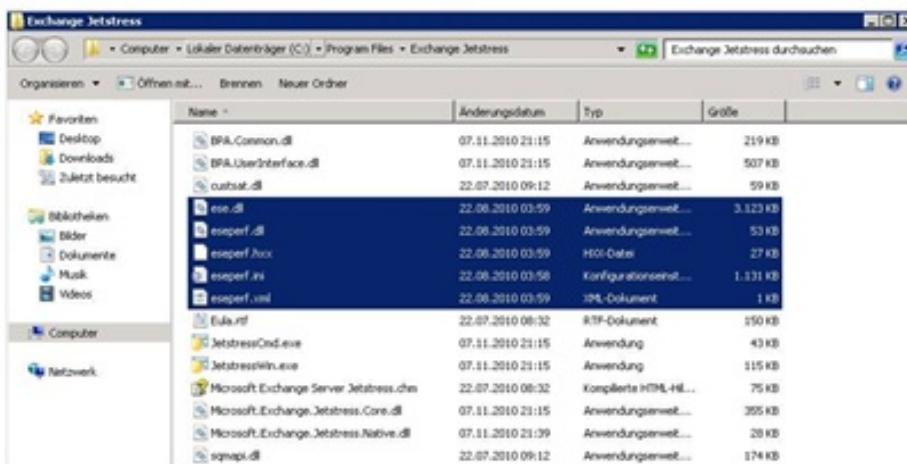 Exchange Jetstress
Computer Lokaler Datenträger (C:) Program Files Exchange Jetstress
Exchange Jetstress durchsuchen
Organisieren Öffnen mit... Brennen Neuer Ordner
Favoriten
Desktop
Downloads
Zuletzt besucht
Bibliotheken
Bilder
Dokumente
Musik
Videos
Computer
Netzwerk
Name Änderungsdatum Typ Größe
BPA.Common.dll 07.11.2010 21:15 Anwendungserweit... 219 KB
BPA.UserInterface.dll 07.11.2010 21:15 Anwendungserweit... 507 KB
custsat.dll 22.07.2010 09:12 Anwendungserweit... 59 KB
ese.dll 22.08.2010 03:59 Anwendungserweit... 3.123 KB
eseperf.dll 22.08.2010 03:59 Anwendungserweit... 53 KB
eseperf.hxx 22.08.2010 03:59 HXX-Datei 27 KB
eseperf.ini 22.08.2010 03:58 Konfigurationseinst... 1.131 KB
eseperf.xml 22.08.2010 03:59 XML-Dokument 1 KB
Eula.rtf 22.07.2010 08:32 RTF-Dokument 150 KB
JetstressCmd.exe 07.11.2010 21:15 Anwendung 43 KB
JetstressWin.exe 07.11.2010 21:15 Anwendung 115 KB
Microsoft Exchange Server Jetstress.chm 22.07.2010 08:32 Kompilierte HTML-Hil... 75 KB
Microsoft.Exchange.Jetstress.Core.dll 07.11.2010 21:15 Anwendungserweit... 355 KB
Microsoft.Exchange.Jetstress.Native.dll 07.11.2010 21:39 Anwendungserweit... 28 KB
sqmapi.dll 22.07.2010 09:12 Anwendungserweit... 174 KB